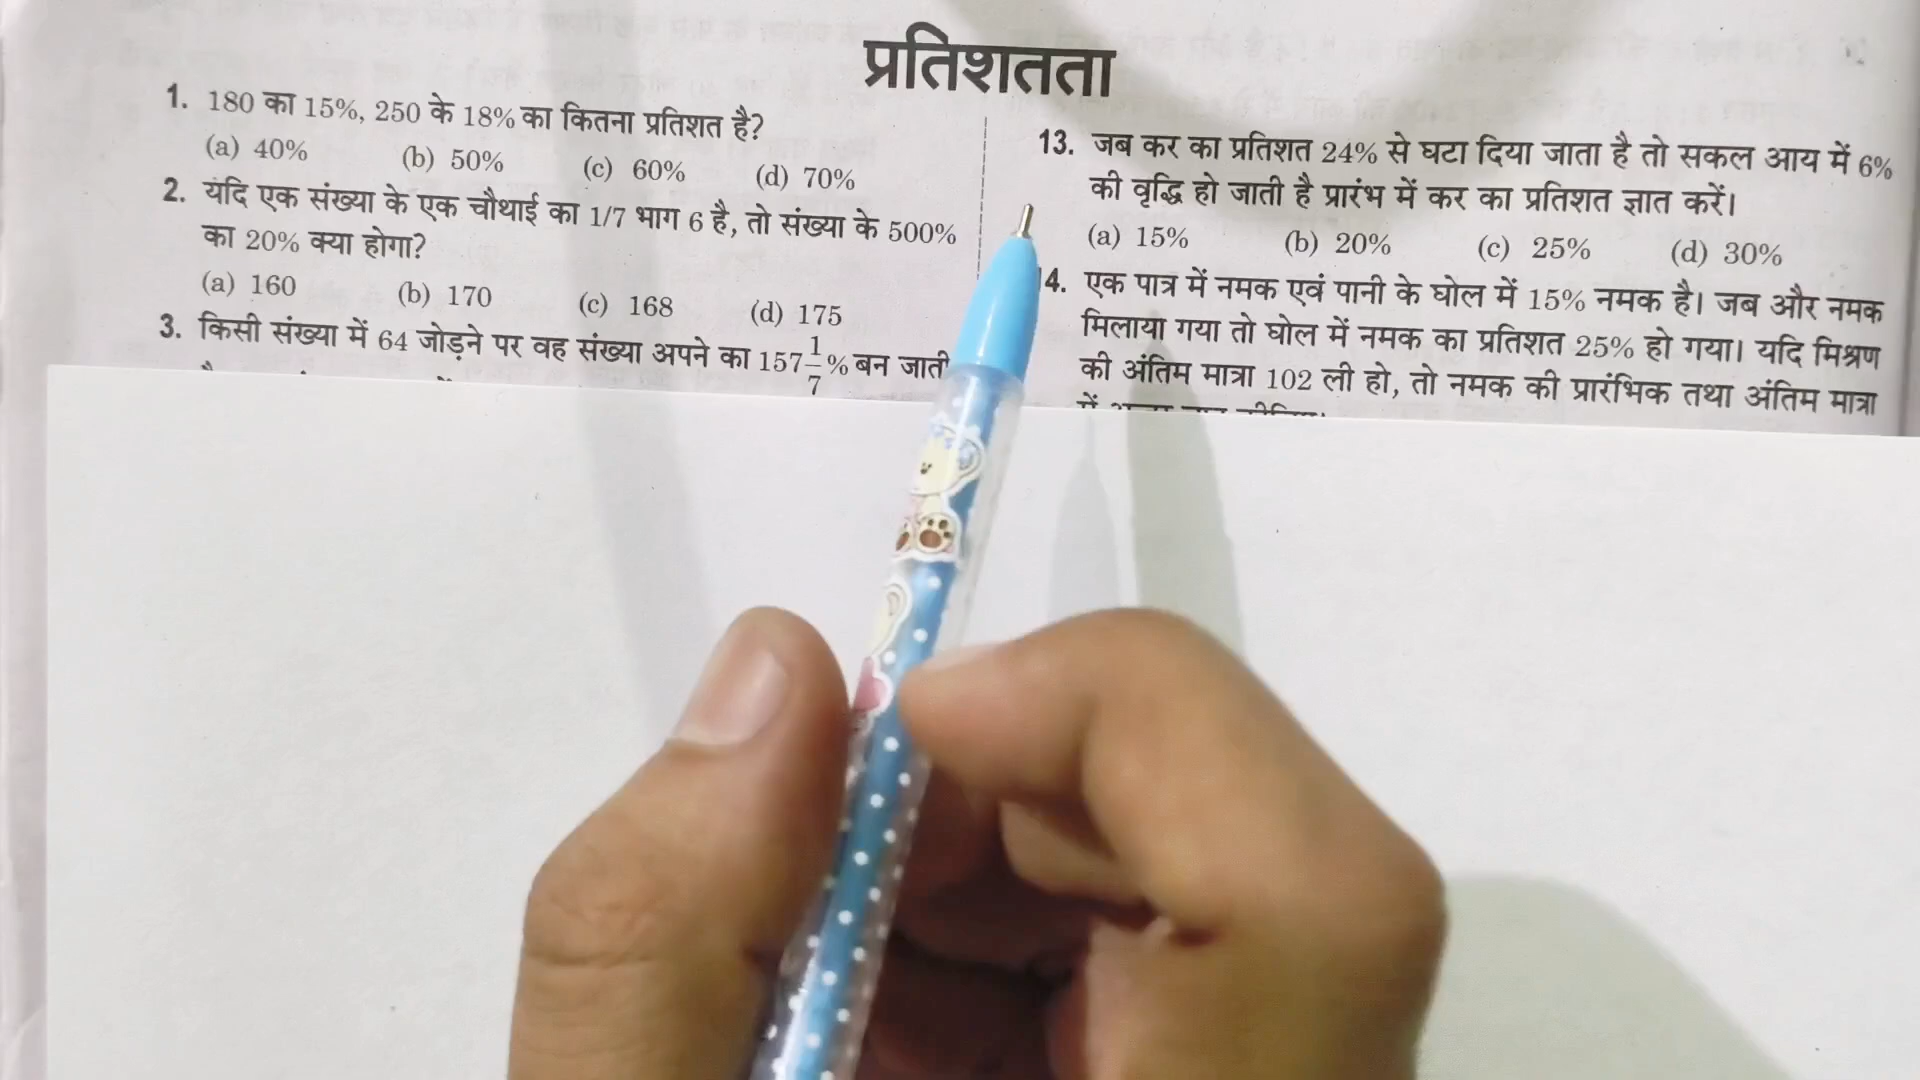 प्रतिशतता
1. 180 का 15%, 250 के 18% का कितना प्रतिशत है?
(a) 40% (b) 50% (c) 60% (d) 70%
2. यदि एक संख्या के एक चौथाई का 1/7 भाग 6 है, तो संख्या के 500%
का 20% क्या होगा?
(a) 160 (b) 170 (c) 168 (d) 175
3. किसी संख्या में 64 जोड़ने पर वह संख्या अपने का 157 1/7 % बन जाती
13. जब कर का प्रतिशत 24% से घटा दिया जाता है तो सकल आय में 6%
की वृद्धि हो जाती है प्रारंभ में कर का प्रतिशत ज्ञात करें।
(a) 15% (b) 20% (c) 25% (d) 30%
14. एक पात्र में नमक एवं पानी के घोल में 15% नमक है। जब और नमक
मिलाया गया तो घोल में नमक का प्रतिशत 25% हो गया। यदि मिश्रण
की अंतिम मात्रा 102 ली हो, तो नमक की प्रारंभिक तथा अंतिम मात्रा